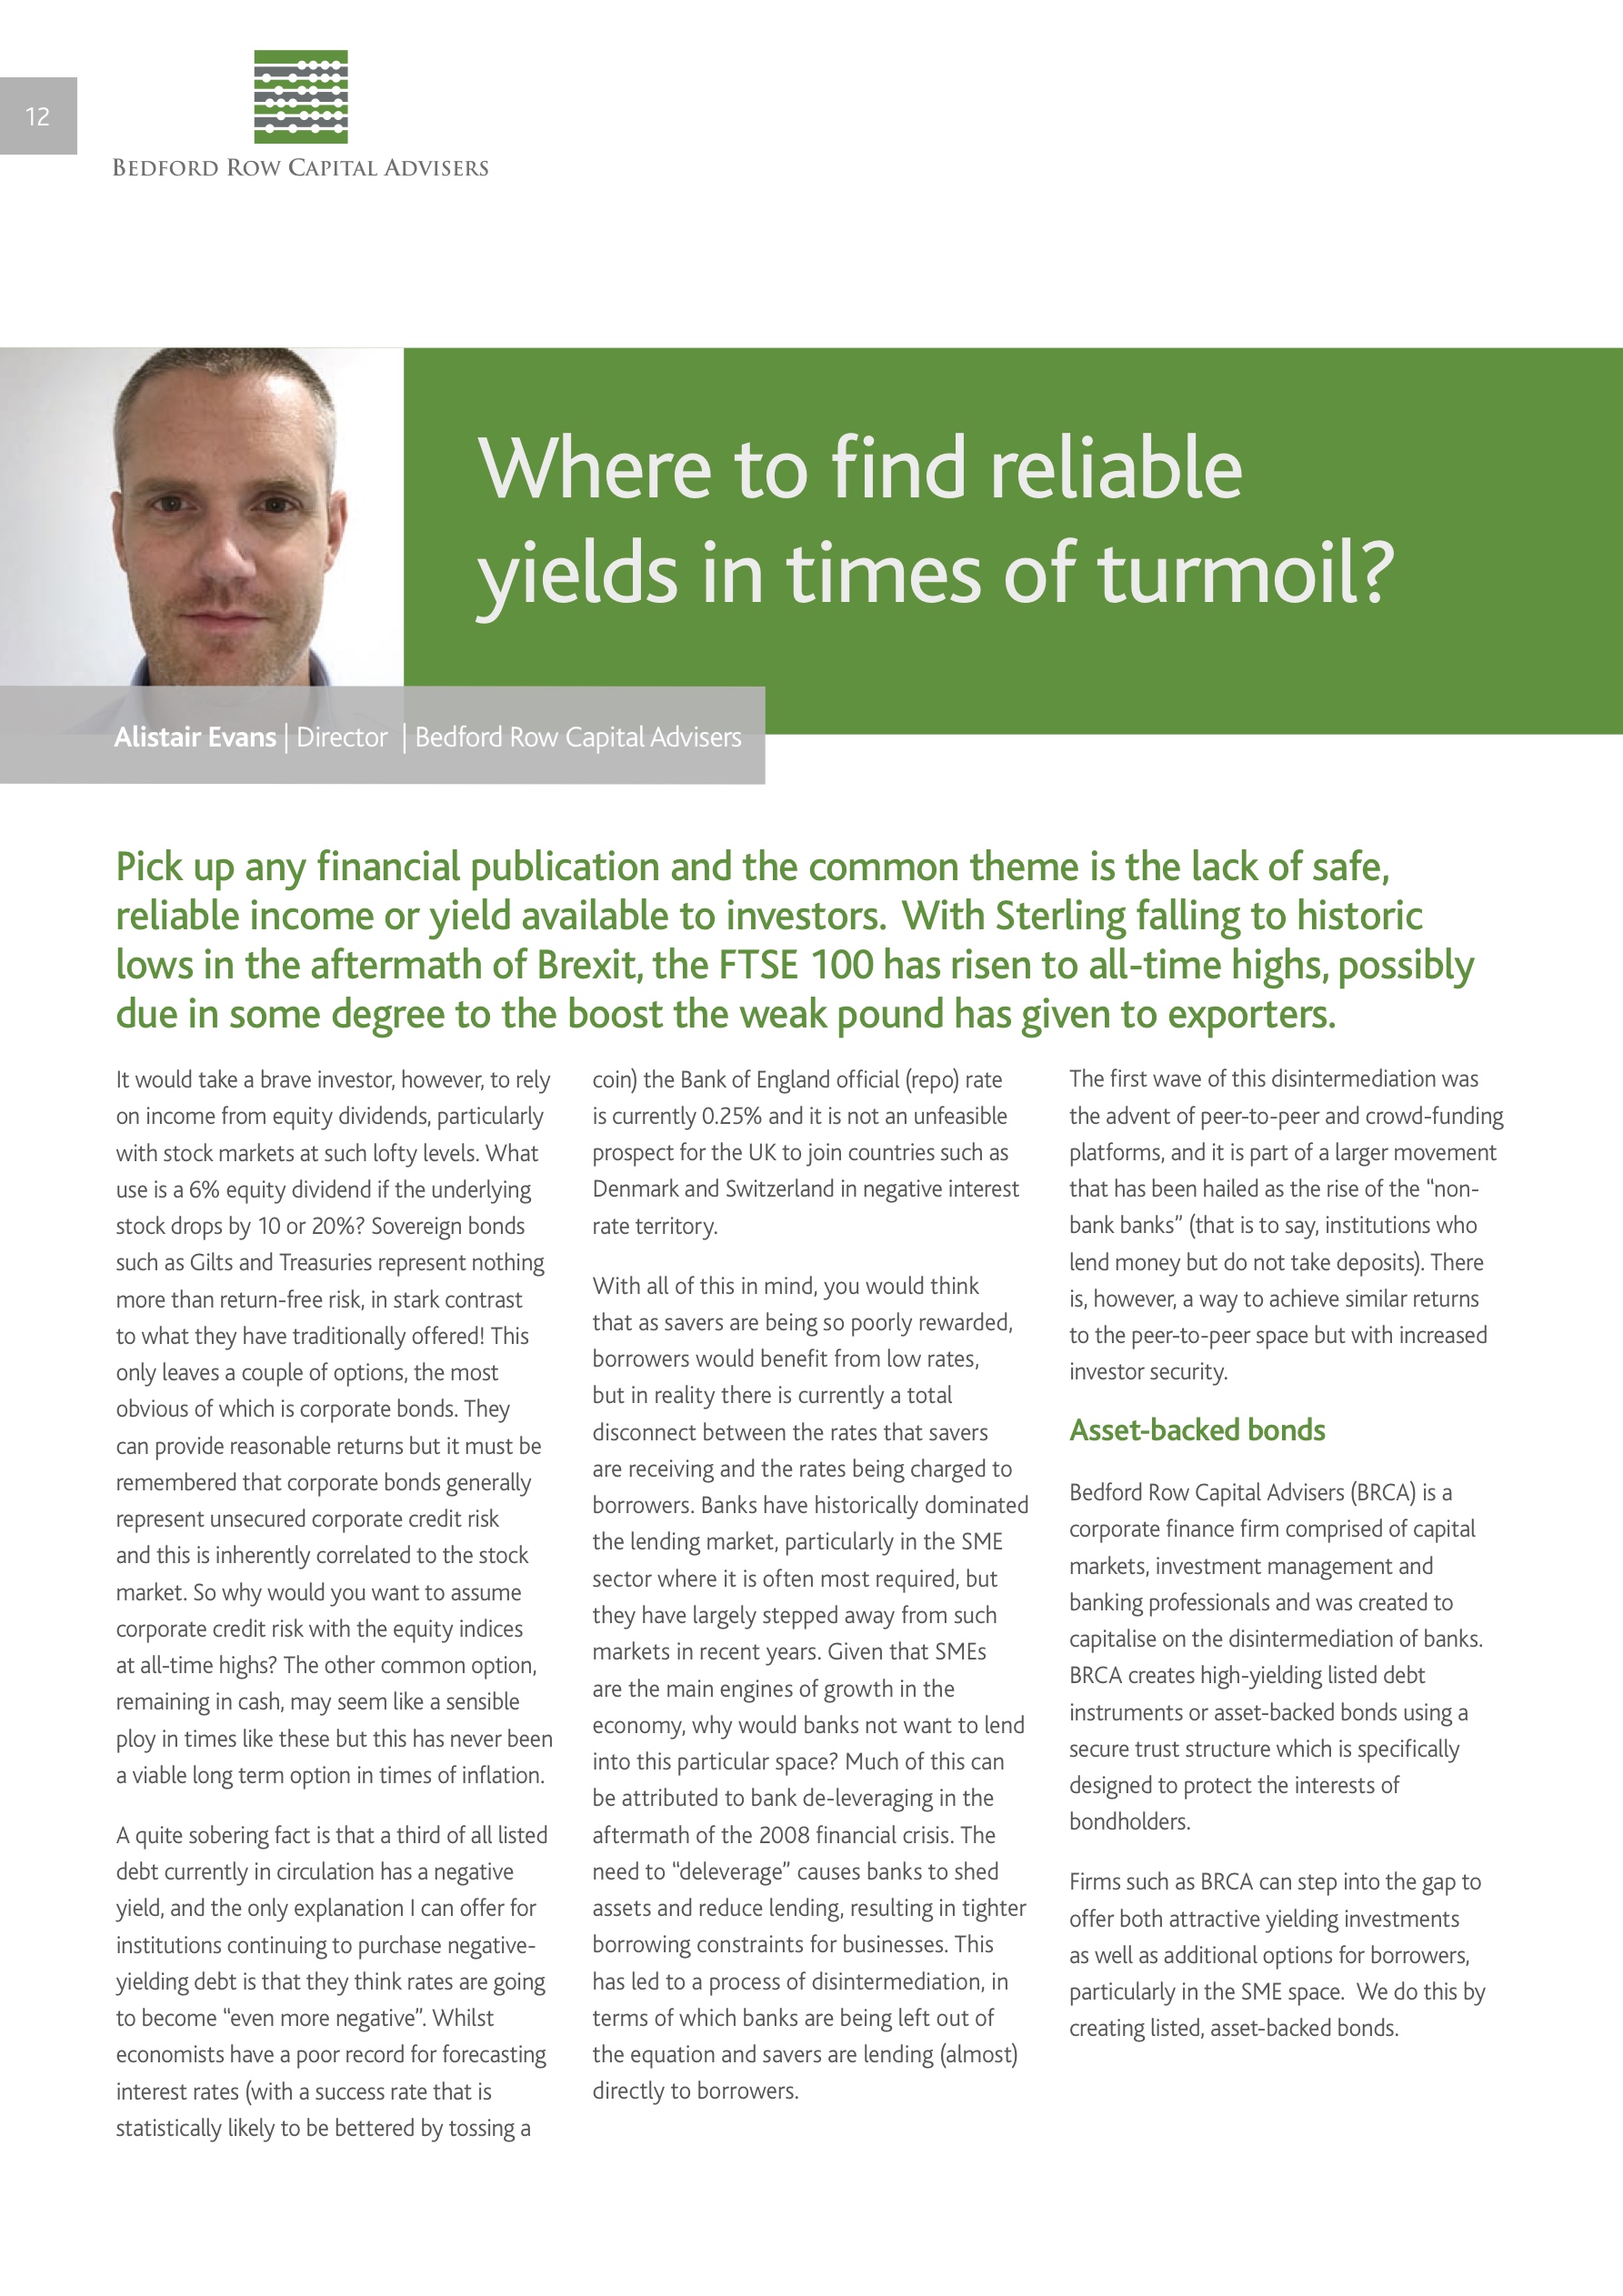 12
BEDFORD ROW CAPITAL ADVISERS
Where to find reliable
yields in times of turmoil?
Alistair Evans | Director | Bedford Row Capital Advisers
Pick up any financial publication and the common theme is the lack of safe,
reliable income or yield available to investors. With Sterling falling to historic
lows in the aftermath of Brexit, the FTSE 100 has risen to all-time highs, possibly
due in some degree to the boost the weak pound has given to exporters.
It would take a brave investor, however, to rely
on income from equity dividends, particularly
with stock markets at such lofty levels. What
use is a 6% equity dividend if the underlying
stock drops by 10 or 20%? Sovereign bonds
such as Gilts and Treasuries represent nothing
more than return-free risk, in stark contrast
to what they have traditionally offered! This
only leaves a couple of options, the most
obvious of which is corporate bonds. They
can provide reasonable returns but it must be
remembered that corporate bonds generally
represent unsecured corporate credit risk
and this is inherently correlated to the stock
market. So why would you want to assume
corporate credit risk with the equity indices
at all-time highs? The other common option,
remaining in cash, may seem like a sensible
ploy in times like these but this has never been
a viable long term option in times of inflation.
A quite sobering fact is that a third of all listed
debt currently in circulation has a negative
yield, and the only explanation I can offer for
institutions continuing to purchase negative-
yielding debt is that they think rates are going
to become “even more negative”. Whilst
economists have a poor record for forecasting
interest rates (with a success rate that is
statistically likely to be bettered by tossing a
coin) the Bank of England official (repo) rate
is currently 0.25% and it is not an unfeasible
prospect for the UK to join countries such as
Denmark and Switzerland in negative interest
rate territory.
With all of this in mind, you would think
that as savers are being so poorly rewarded,
borrowers would benefit from low rates,
but in reality there is currently a total
disconnect between the rates that savers
are receiving and the rates being charged to
borrowers. Banks have historically dominated
the lending market, particularly in the SME
sector where it is often most required, but
they have largely stepped away from such
markets in recent years. Given that SMEs
are the main engines of growth in the
economy, why would banks not want to lend
into this particular space? Much of this can
be attributed to bank de-leveraging in the
aftermath of the 2008 financial crisis. The
need to “deleverage” causes banks to shed
assets and reduce lending, resulting in tighter
borrowing constraints for businesses. This
has led to a process of disintermediation, in
terms of which banks are being left out of
the equation and savers are lending (almost)
directly to borrowers.
The first wave of this disintermediation was
the advent of peer-to-peer and crowd-funding
platforms, and it is part of a larger movement
that has been hailed as the rise of the “non-
bank banks” (that is to say, institutions who
lend money but do not take deposits). There
is, however, a way to achieve similar returns
to the peer-to-peer space but with increased
investor security.
Asset-backed bonds
Bedford Row Capital Advisers (BRCA) is a
corporate finance firm comprised of capital
markets, investment management and
banking professionals and was created to
capitalise on the disintermediation of banks.
BRCA creates high-yielding listed debt
instruments or asset-backed bonds using a
secure trust structure which is specifically
designed to protect the interests of
bondholders.
Firms such as BRCA can step into the gap to
offer both attractive yielding investments
as well as additional options for borrowers,
particularly in the SME space. We do this by
creating listed, asset-backed bonds.